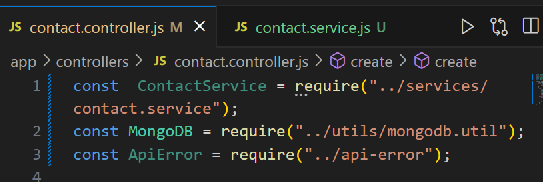 JS contact.controller.js M X JS contact.service.js U
app > controllers > JS contact.controller.js > create > create
1 const  ContactService = require("../services/
contact.service");
2 const MongoDB = require("../utils/mongodb.util");
3 const ApiError = require("../api-error");
4